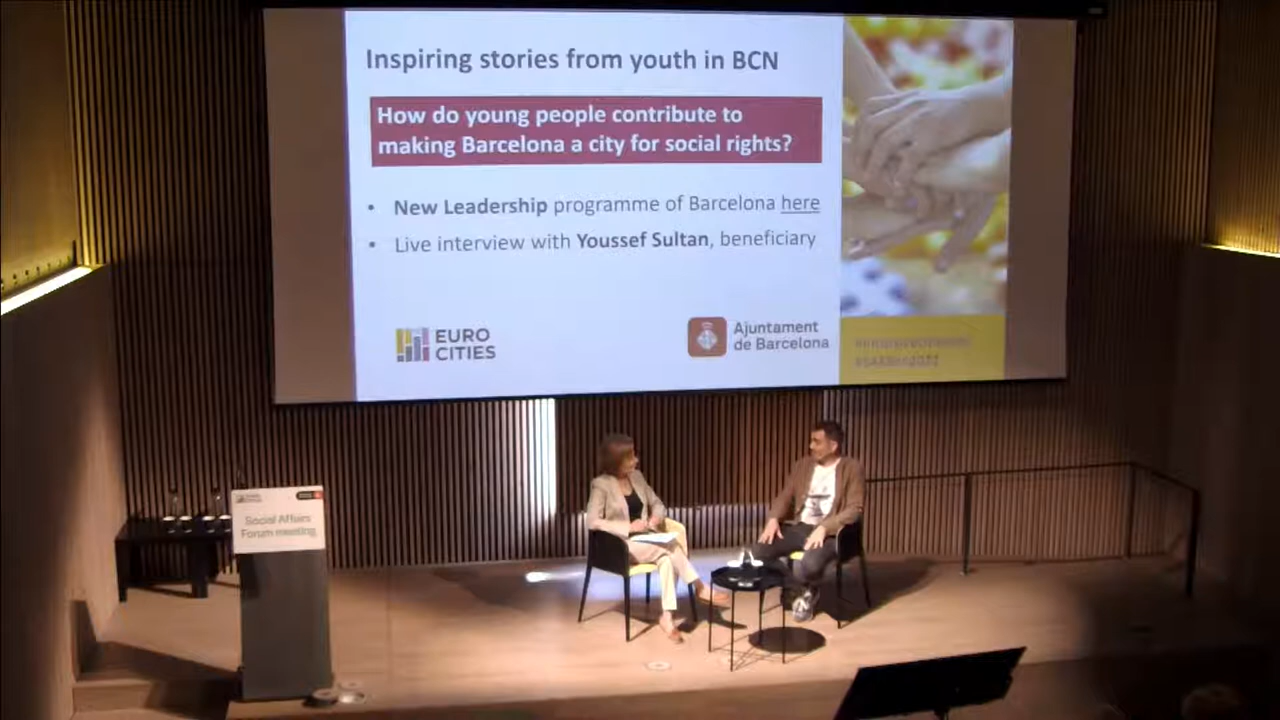 Inspiring stories from youth in BCN
How do young people contribute to
making Barcelona a city for social rights?
• New Leadership programme of Barcelona here
• Live interview with Youssef Sultan, beneficiary
EURO
CITIES
Ajuntament
de Barcelona
Social Affairs
Forum meeting